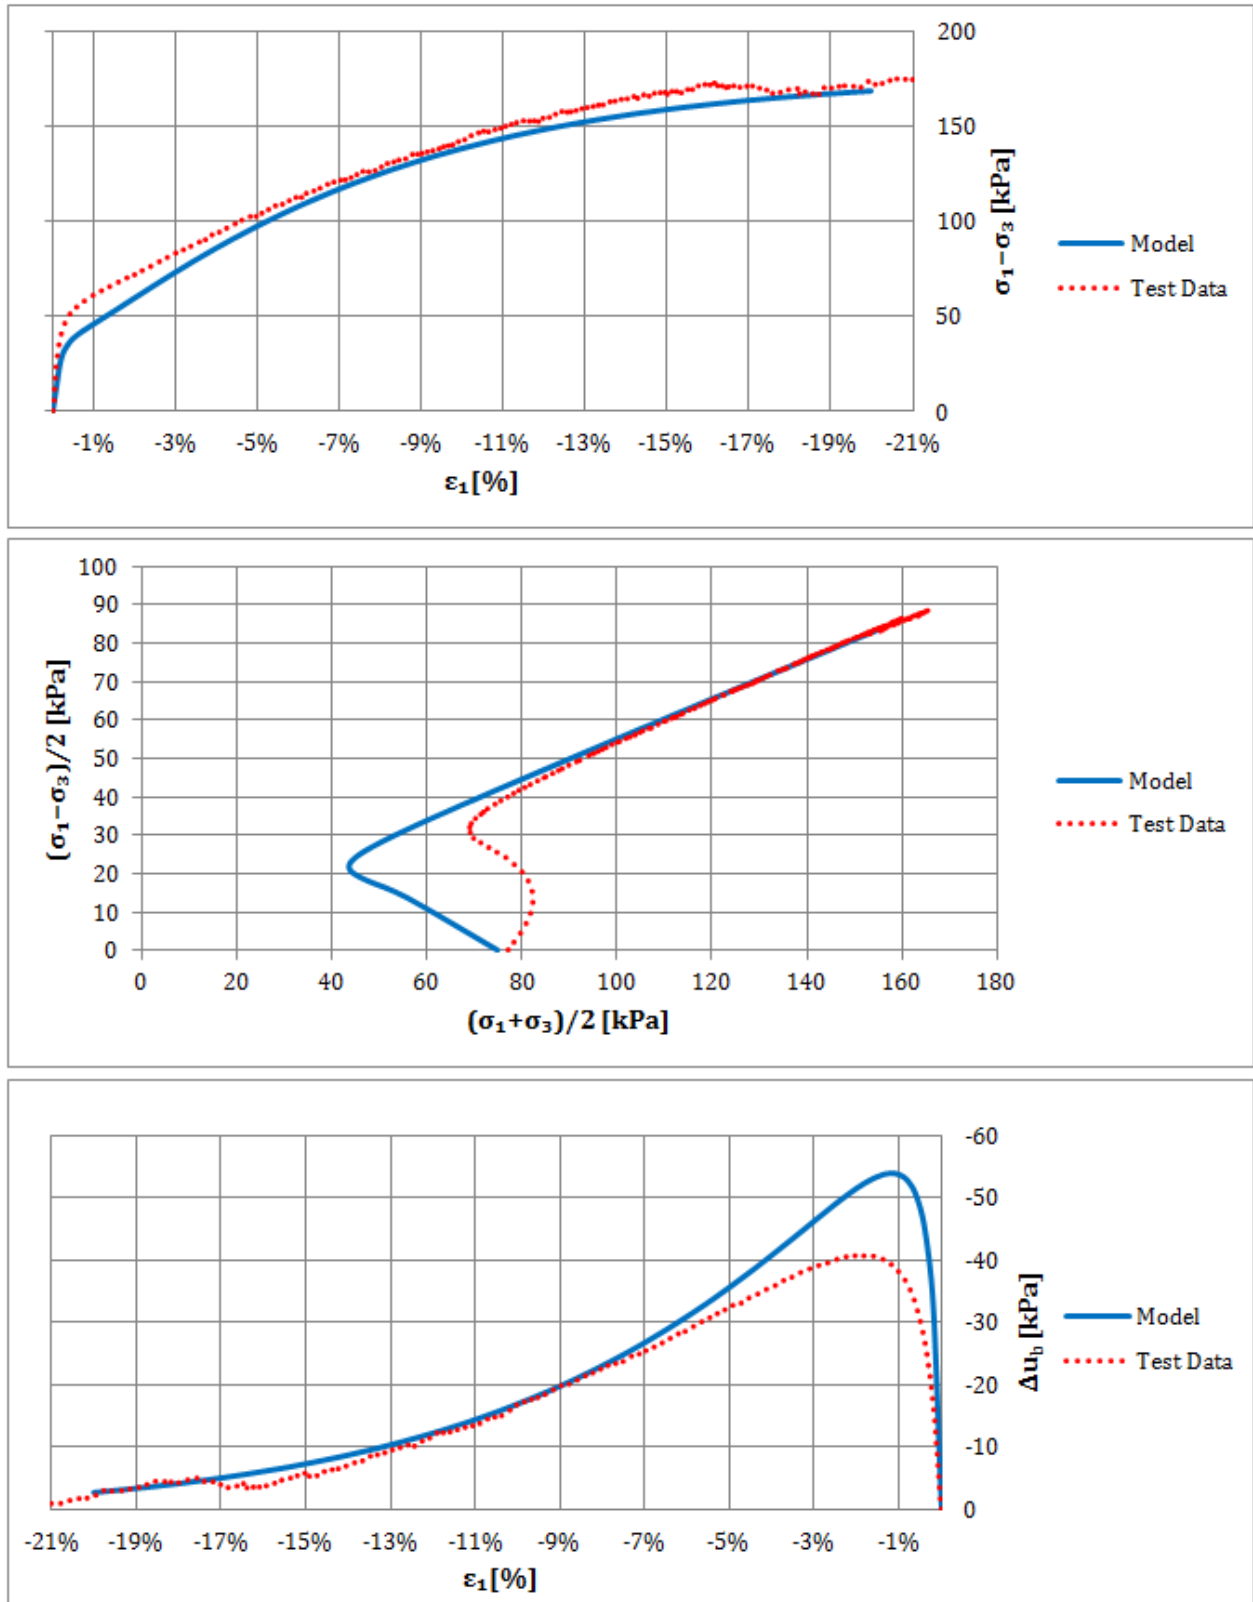 200
150
100
50
0
σ₁−σ₃ [kPa]
-1% -3% -5% -7% -9% -11% -13% -15% -17% -19% -21%
ε₁[%]
Model
Test Data
100
90
80
70
60
50
40
30
20
10
0
(σ₁−σ₃)/2 [kPa]
0 20 40 60 80 100 120 140 160 180
(σ₁+σ₃)/2 [kPa]
Model
Test Data
-60
-50
-40
-30
-20
-10
0
Δu_b [kPa]
-21% -19% -17% -15% -13% -11% -9% -7% -5% -3% -1%
ε₁[%]
Model
Test Data